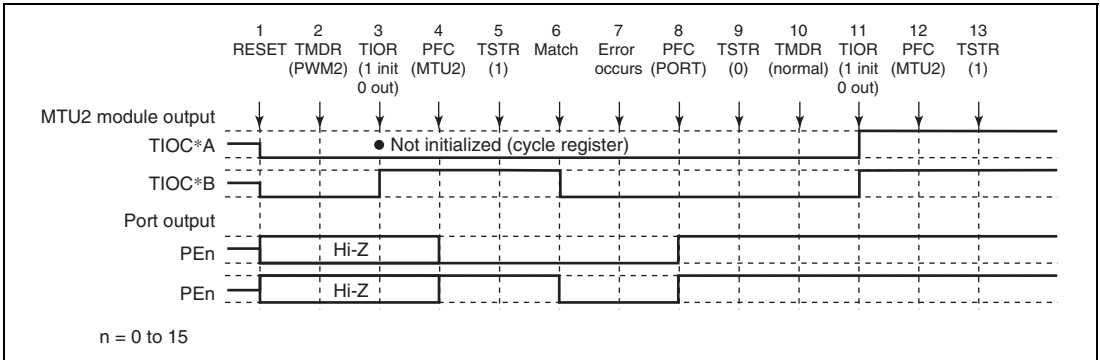 1 2 3 4 5 6 7 8 9 10 11 12 13
RESET TMDR TIOR PFC TSTR Match Error PFC TSTR TMDR TIOR PFC TSTR
(PWM2) (1 init (MTU2) (1) occurs (PORT) (0) (normal) (1 init (MTU2) (1)
0 out) 0 out)
MTU2 module output
TIOC*A
● Not initialized (cycle register)
TIOC*B
Port output
PEn
Hi-Z
PEn
Hi-Z
n = 0 to 15